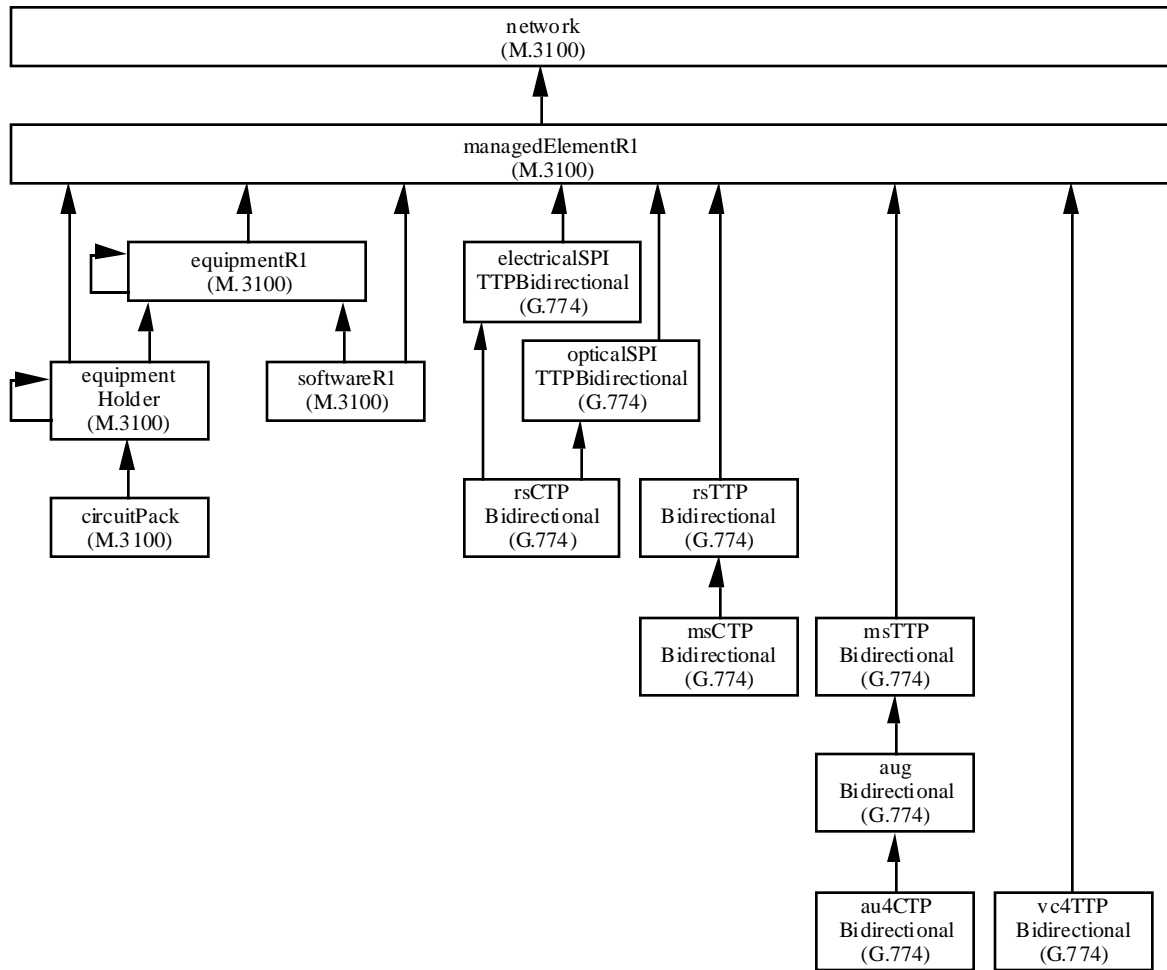 network
(M.3100)
managedElementR1
(M.3100)
equipmentR1
(M.3100)
electricalSPI
TTPBidirectional
(G.774)
opticalSPI
TTPBidirectional
(G.774)
equipment
Holder
(M.3100)
softwareR1
(M.3100)
circuitPack
(M.3100)
rsCTP
Bidirectional
(G.774)
rsTTP
Bidirectional
(G.774)
msCTP
Bidirectional
(G.774)
msTTP
Bidirectional
(G.774)
aug
Bidirectional
(G.774)
au4CTP
Bidirectional
(G.774)
vc4TTP
Bidirectional
(G.774)